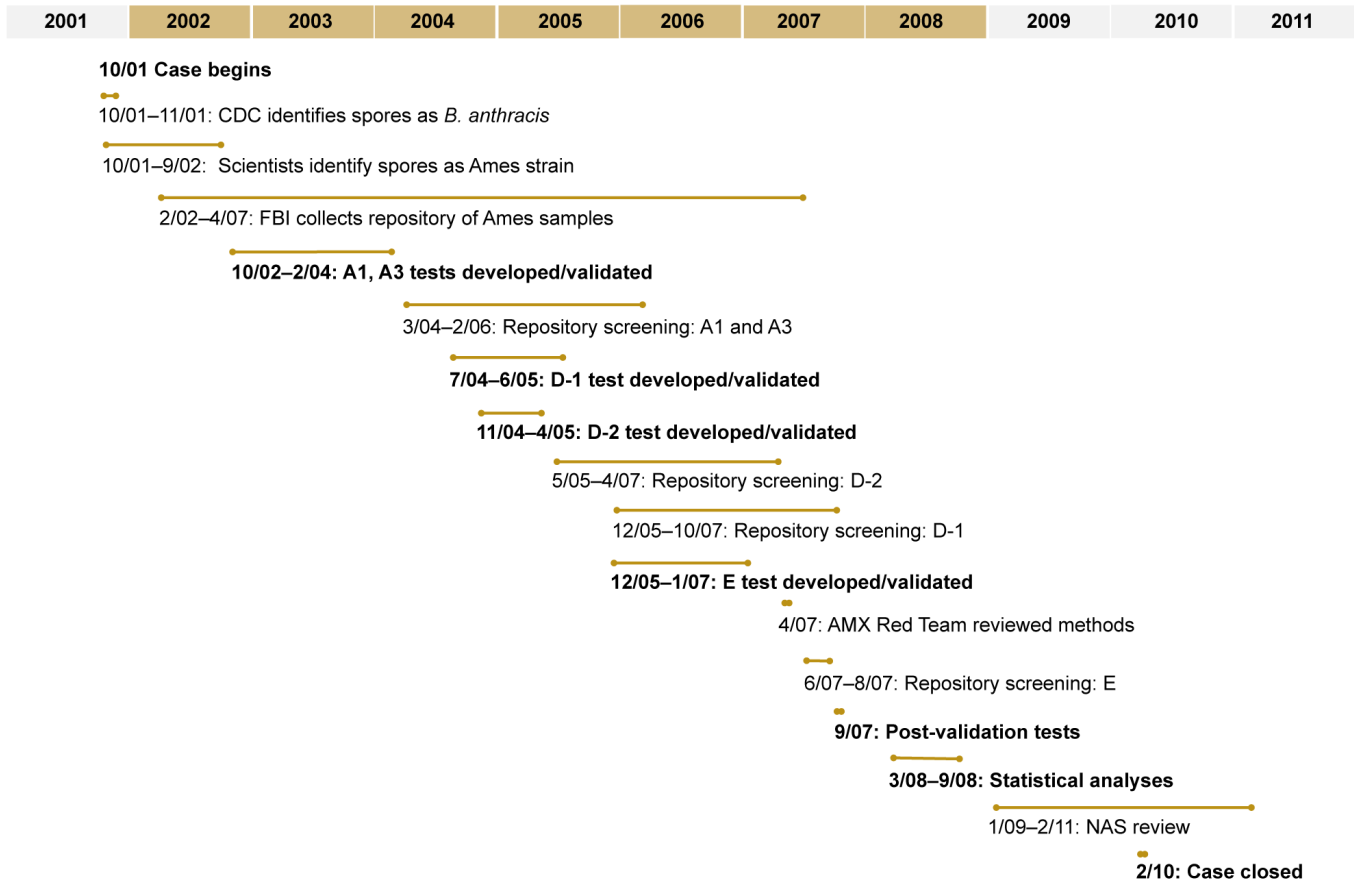 2001 2002 2003 2004 2005 2006 2007 2008 2009 2010 2011
10/01 Case begins
10/01–11/01: CDC identifies spores as B. anthracis
10/01–9/02: Scientists identify spores as Ames strain
2/02–4/07: FBI collects repository of Ames samples
10/02–2/04: A1, A3 tests developed/validated
3/04–2/06: Repository screening: A1 and A3
7/04–6/05: D-1 test developed/validated
11/04–4/05: D-2 test developed/validated
5/05–4/07: Repository screening: D-2
12/05–10/07: Repository screening: D-1
12/05–1/07: E test developed/validated
4/07: AMX Red Team reviewed methods
6/07–8/07: Repository screening: E
9/07: Post-validation tests
3/08–9/08: Statistical analyses
1/09–2/11: NAS review
2/10: Case closed